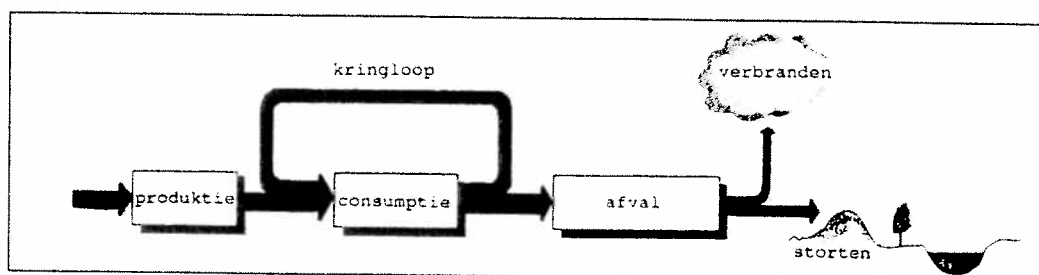 kringloop
verbranden
produktie
consumptie
afval
storten